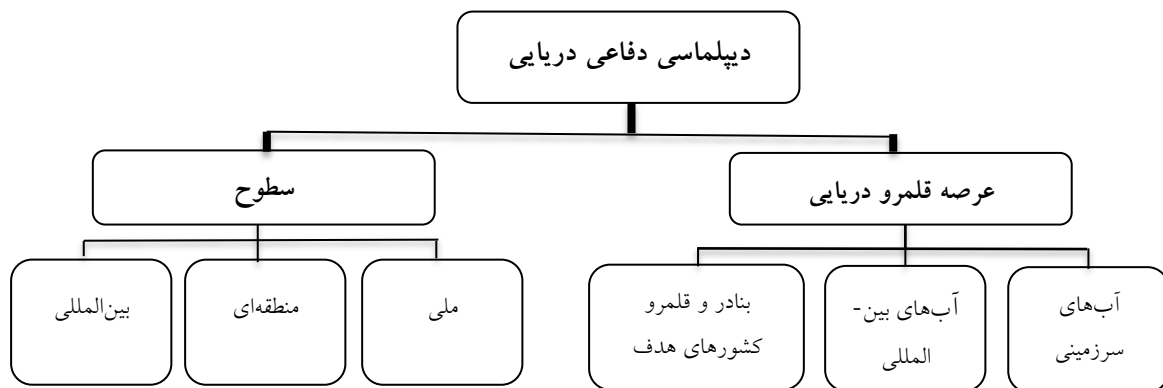 دیپلماسی دفاعی دریایی
عرصه قلمرو دریایی
سطوح
آب‌های
سرزمینی
آب‌های بین-
المللی
بنادر و قلمرو
کشورهای هدف
ملی
منطقه‌ای
بین‌المللی